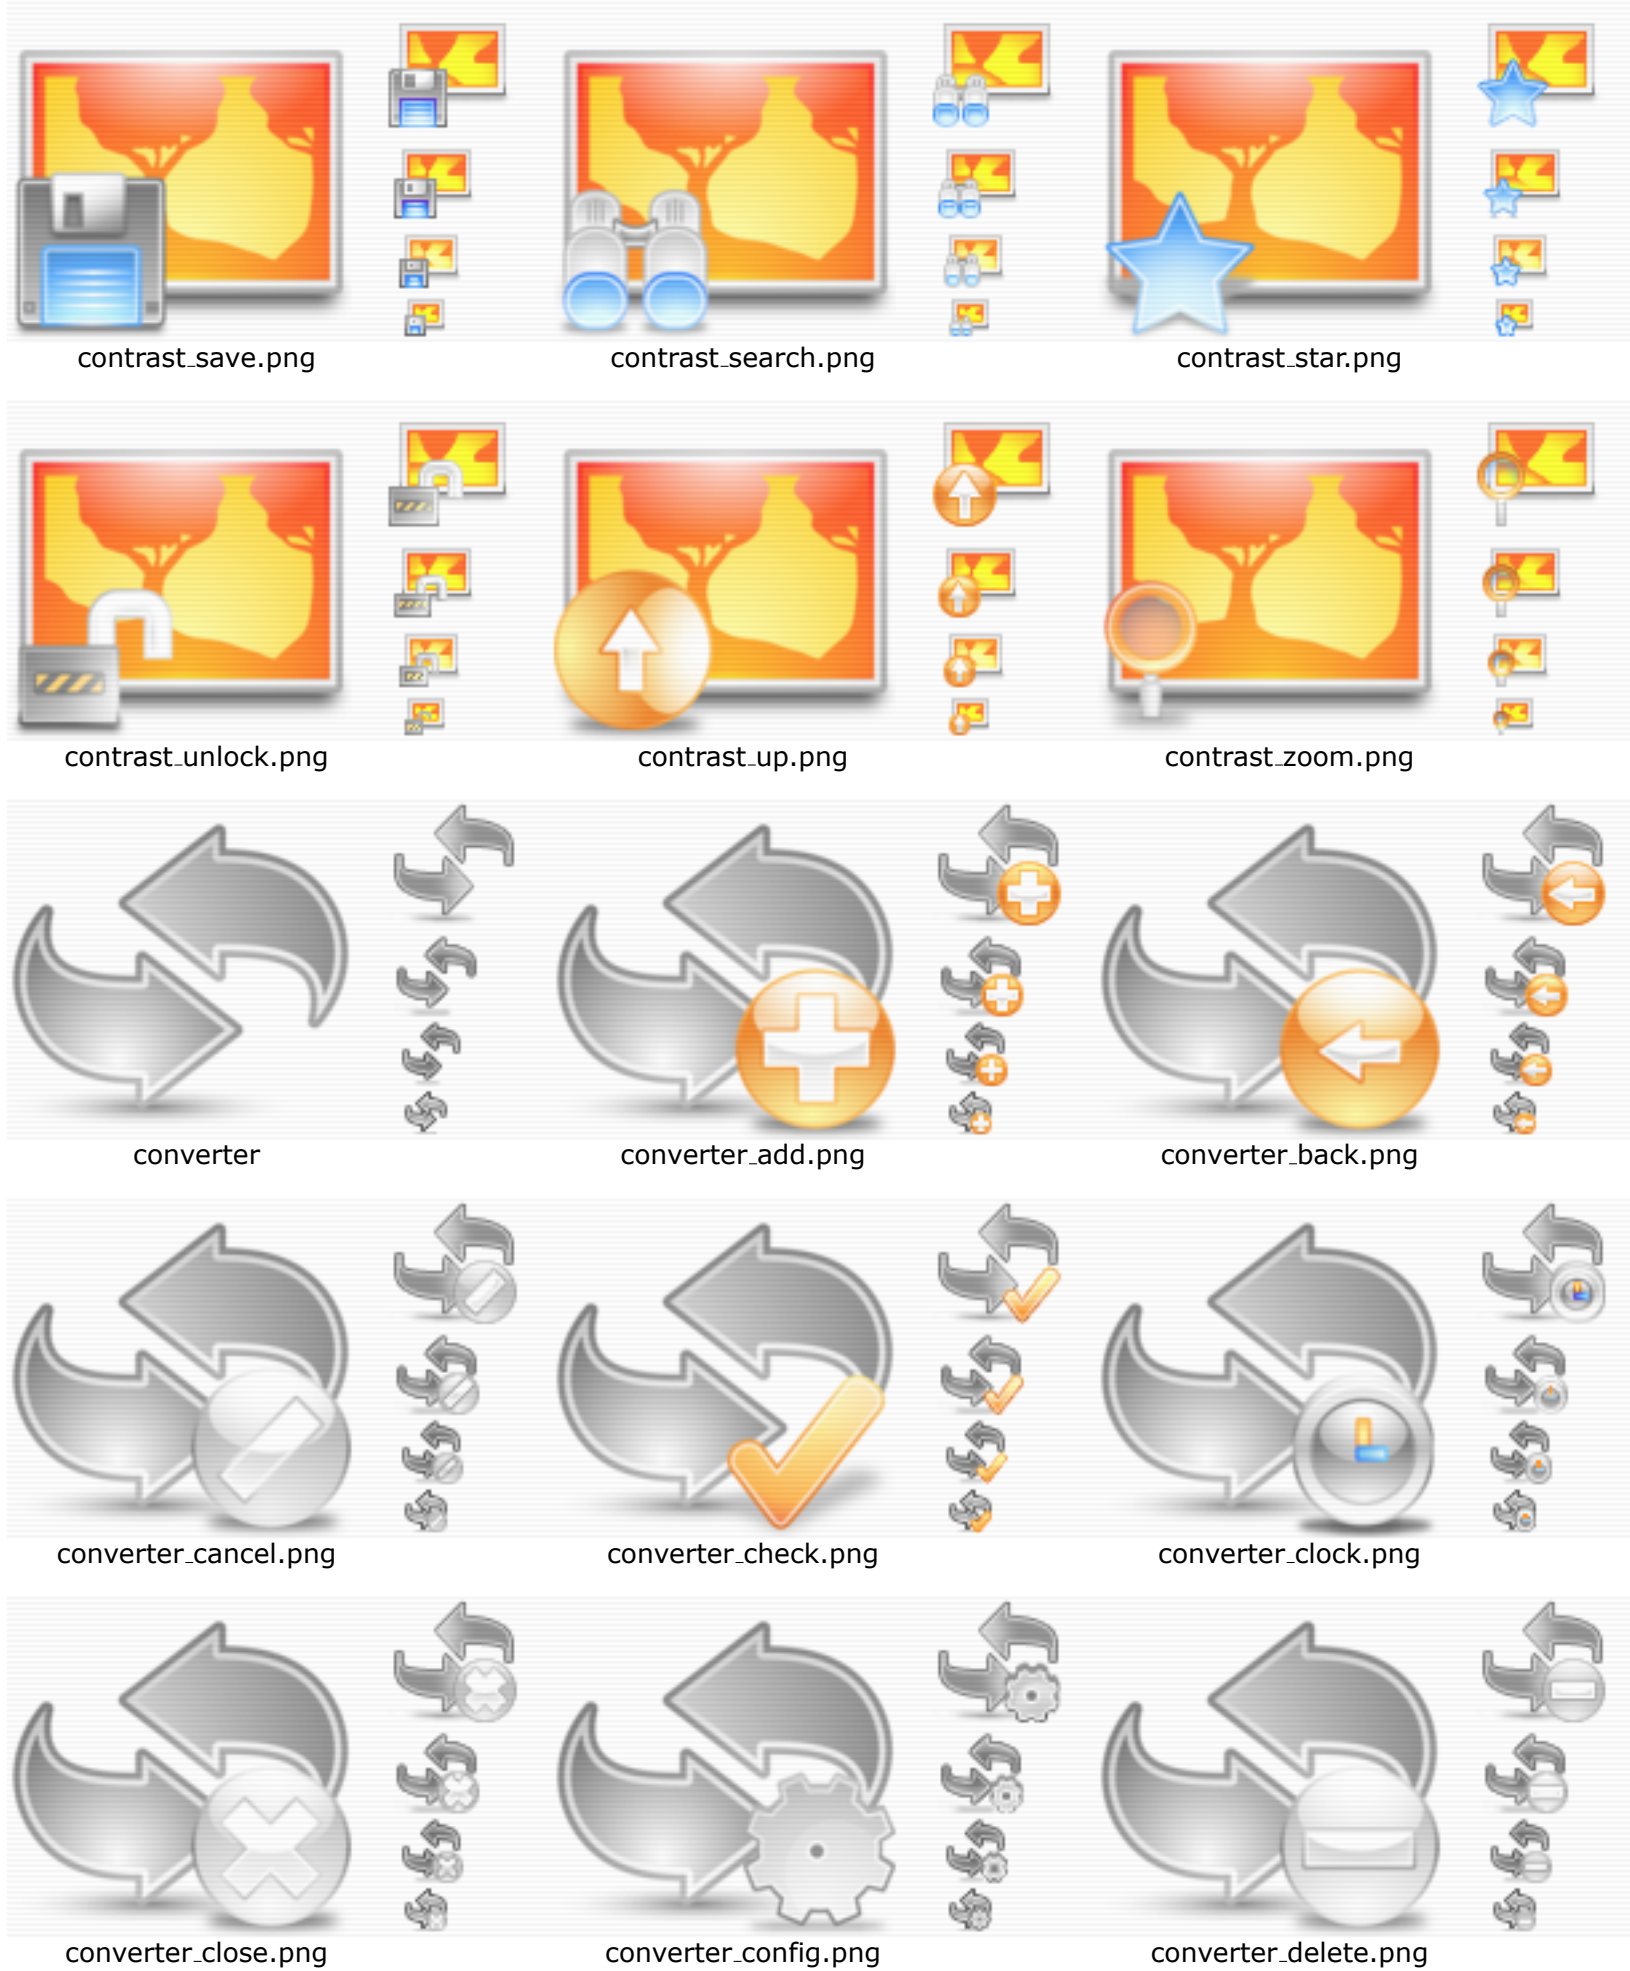 contrast_save.png
contrast_search.png
contrast_star.png
contrast_unlock.png
contrast_up.png
contrast_zoom.png
converter
converter_add.png
converter_back.png
converter_cancel.png
converter_check.png
converter_clock.png
converter_close.png
converter_config.png
converter_delete.png